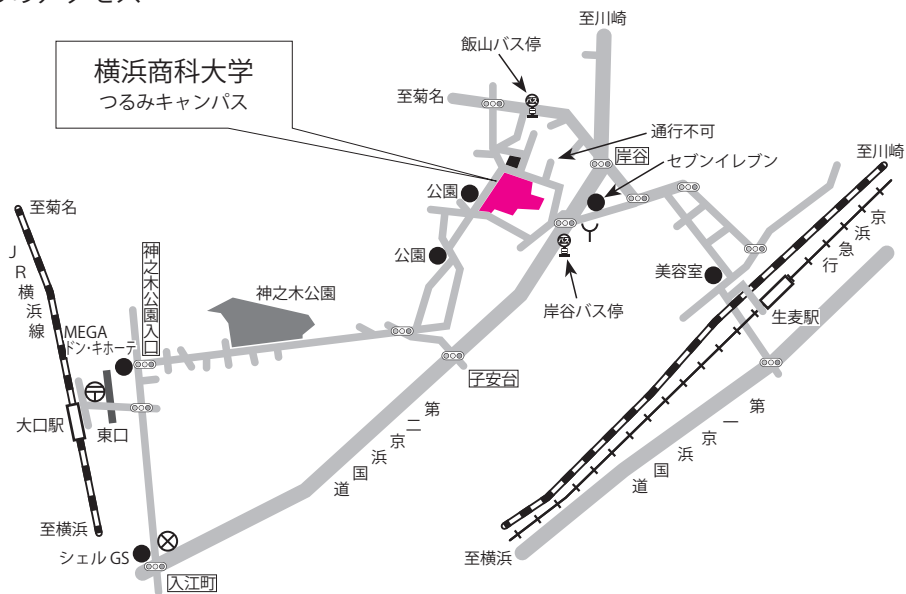 至川崎
飯山バス停
横浜商科大学
つるみキャンパス
至菊名
通行不可
岸谷
セブンイレブン
至川崎
公園
至菊名
公園
京浜急行
JR横浜線
神之木公園入口
神之木公園
岸谷バス停
美容室
生麦駅
MEGA
ドン・キホーテ
子安台
大口駅
東口
第二京浜国道
第一京浜国道
至横浜
至横浜
シェル GS
入江町